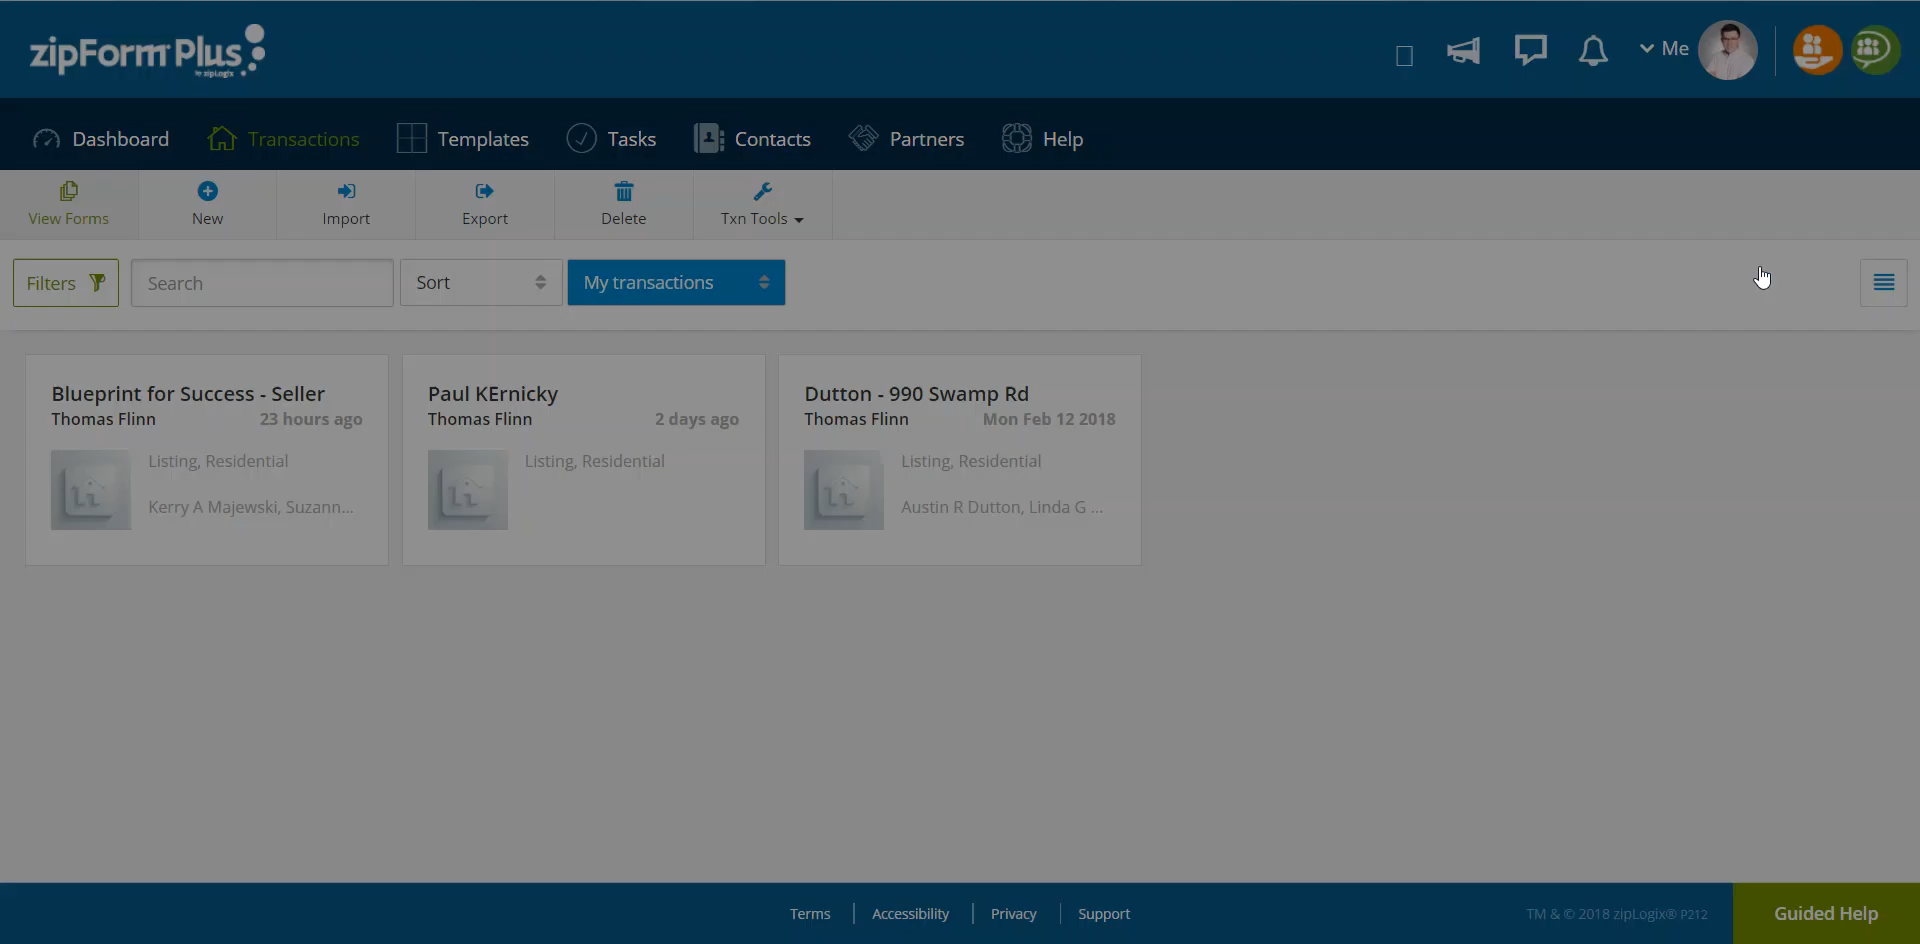 zipForm Plus
by zipLogix
Me
Dashboard
Transactions
Templates
Tasks
Contacts
Partners
Help
View Forms
New
Import
Export
Delete
Txn Tools
Filters
Search
Sort
My transactions
Blueprint for Success - Seller
Thomas Flinn 23 hours ago
Listing, Residential
Kerry A Majewski, Suzann...
Paul KErnicky
Thomas Flinn 2 days ago
Listing, Residential
Dutton - 990 Swamp Rd
Thomas Flinn Mon Feb 12 2018
Listing, Residential
Austin R Dutton, Linda G ...
Terms
Accessibility
Privacy
Support
TM & © 2018 zipLogix® P212
Guided Help